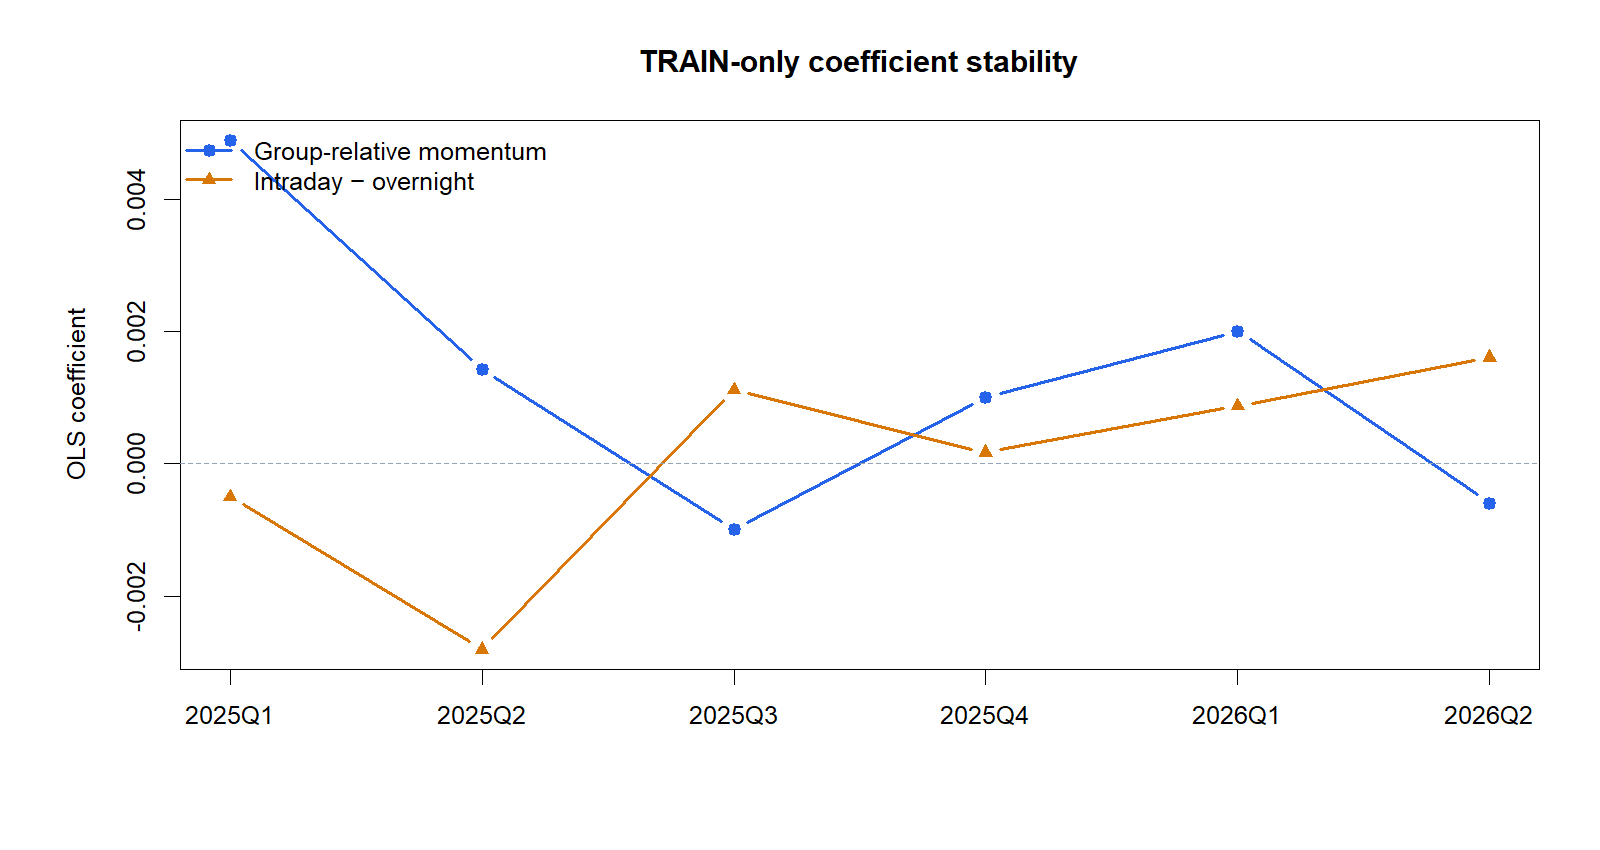 TRAIN-only coefficient stability
Group-relative momentum
Intraday − overnight
OLS coefficient
0.004
0.002
0.000
-0.002
2025Q1 2025Q2 2025Q3 2025Q4 2026Q1 2026Q2